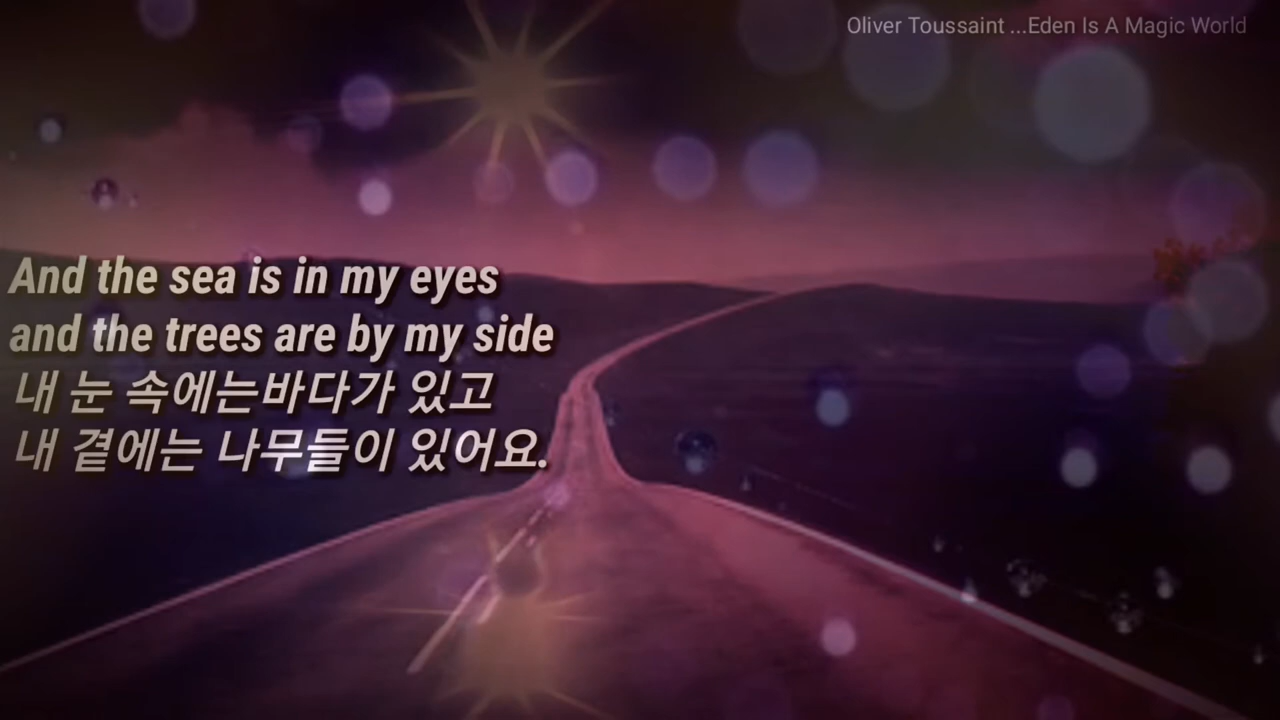 Oliver Toussaint ...Eden Is A Magic World
And the sea is in my eyes
and the trees are by my side
내 눈 속에는바다가 있고
내 곁에는 나무들이 있어요.